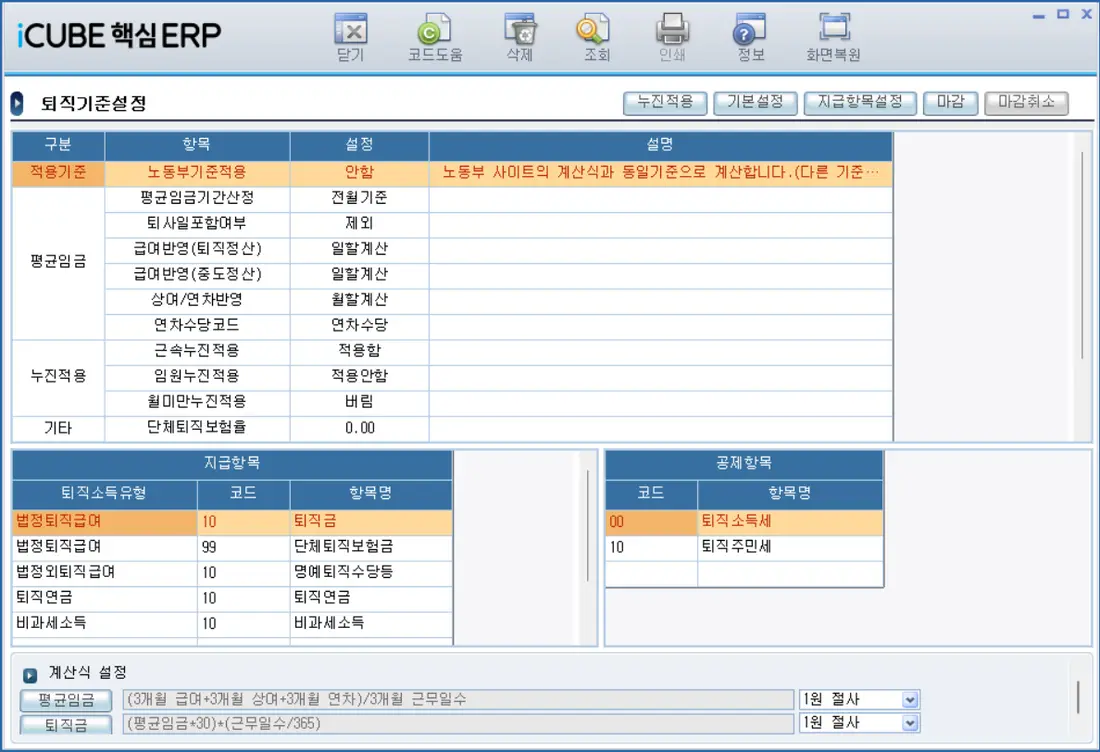 iCUBE 핵심ERP
닫기 코드도움 삭제 조회 인쇄 정보 화면복원
퇴직기준설정
누진적용 기본설정 지급항목설정 마감 마감취소
구분 항목 설정 설명
적용기준 노동부기준적용 안함 노동부 사이트의 계산식과 동일기준으로 계산합니다.(다른 기준…
평균임금기간산정 전월기준
퇴사일포함여부 제외
급여반영(퇴직정산) 일할계산
평균임금 급여반영(중도정산) 일할계산
상여/연차반영 월할계산
연차수당코드 연차수당
근속누진적용 적용함
누진적용 임원누진적용 적용안함
월미만누진적용 버림
기타 단체퇴직보험율 0.00
지급항목
퇴직소득유형 코드 항목명
법정퇴직급여 10 퇴직금
법정퇴직급여 99 단체퇴직보험금
법정외퇴직급여 10 명예퇴직수당등
퇴직연금 10 퇴직연금
비과세소득 10 비과세소득
공제항목
코드 항목명
00 퇴직소득세
10 퇴직주민세
계산식 설정
평균임금 (3개월 급여+3개월 상여+3개월 연차)/3개월 근무일수 1원 절사
퇴직금 (평균임금*30)*(근무일수/365) 1원 절사